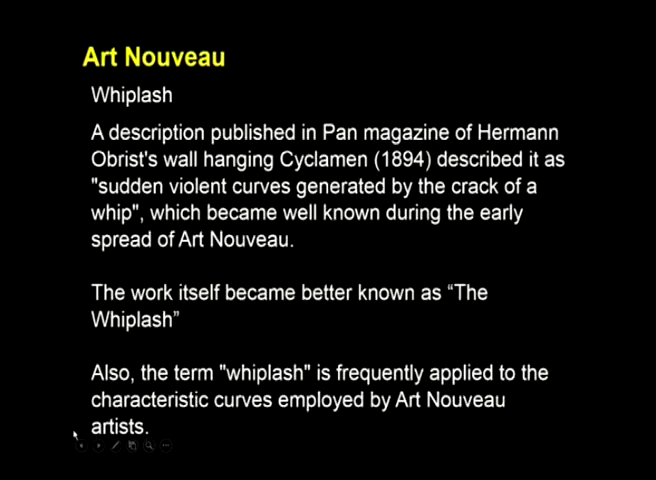 Art Nouveau
Whiplash
A description published in Pan magazine of Hermann
Obrist's wall hanging Cyclamen (1894) described it as
"sudden violent curves generated by the crack of a
whip", which became well known during the early
spread of Art Nouveau.
The work itself became better known as “The
Whiplash”
Also, the term "whiplash" is frequently applied to the
characteristic curves employed by Art Nouveau
artists.